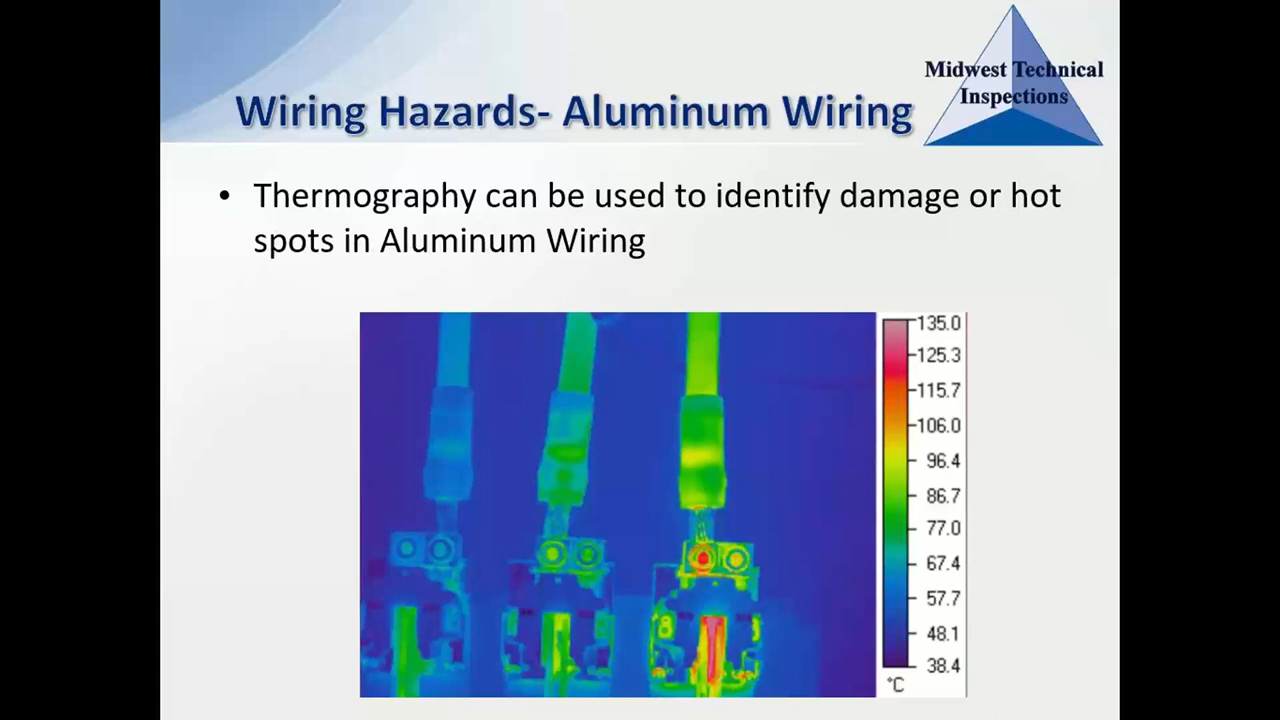 Midwest Technical
Inspections
Wiring Hazards- Aluminum Wiring
• Thermography can be used to identify damage or hot
spots in Aluminum Wiring
135.0
125.3
115.7
106.0
96.4
86.7
77.0
67.4
57.7
48.1
38.4
°C